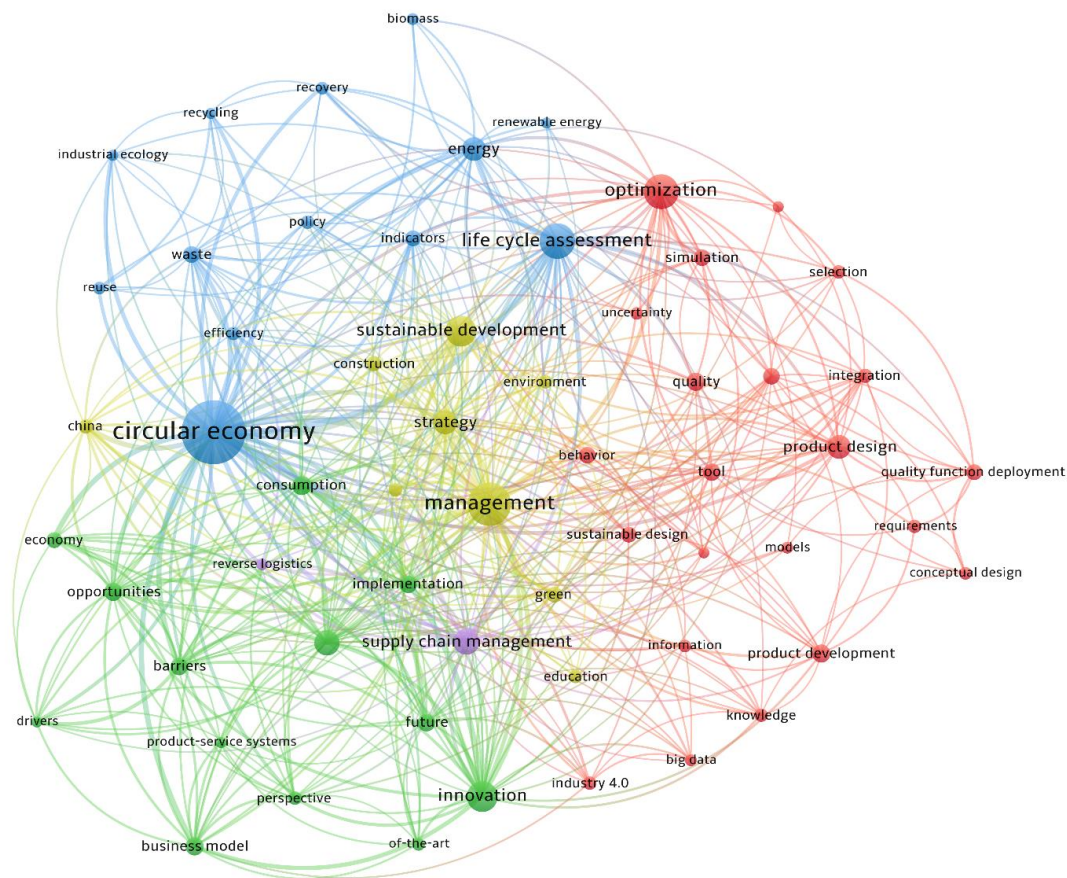 biomass
recovery
recycling
renewable energy
industrial ecology
energy
optimization
policy
indicators
life cycle assessment
waste
simulation
selection
reuse
uncertainty
efficiency
sustainable development
construction
environment
quality
integration
china
circular economy
strategy
product design
behavior
tool
quality function deployment
consumption
management
requirements
economy
sustainable design
models
reverse logistics
conceptual design
opportunities
implementation
green
supply chain management
information
product development
barriers
education
drivers
future
knowledge
product-service systems
big data
industry 4.0
perspective
innovation
business model
of-the-art